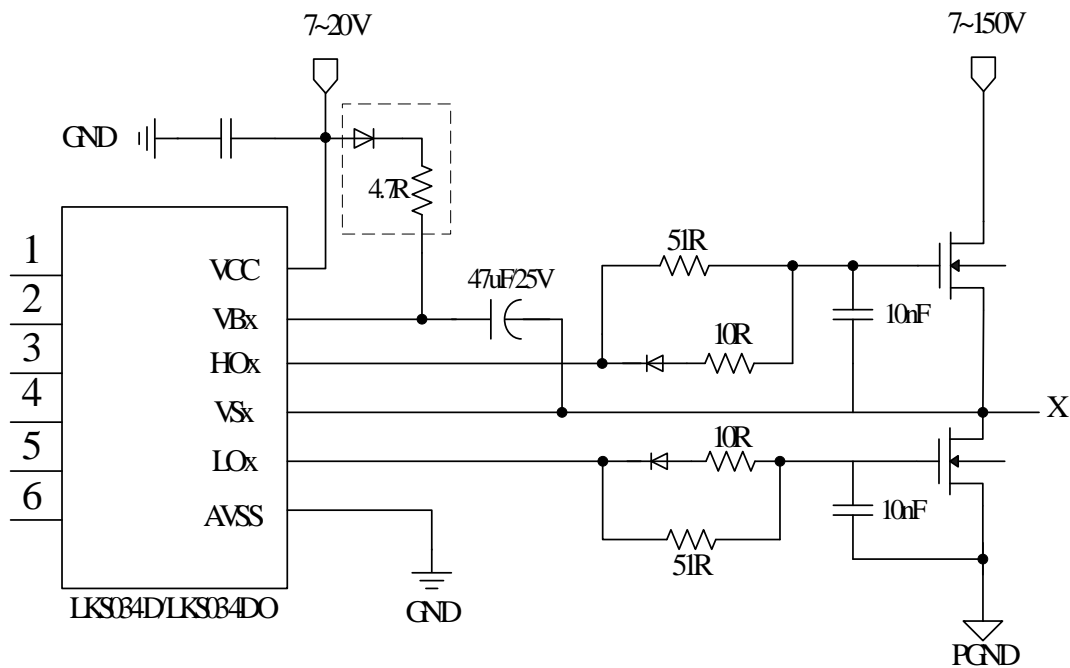 7~20V
7~150V
GND
4.7R
51R
47uF/25V
10nF
10R
1
2
3
4
5
6
VCC
VBx
HOx
VSx
LOx
AVSS
X
10R
10nF
51R
GND
LKS034D/LKS034DO
PGND